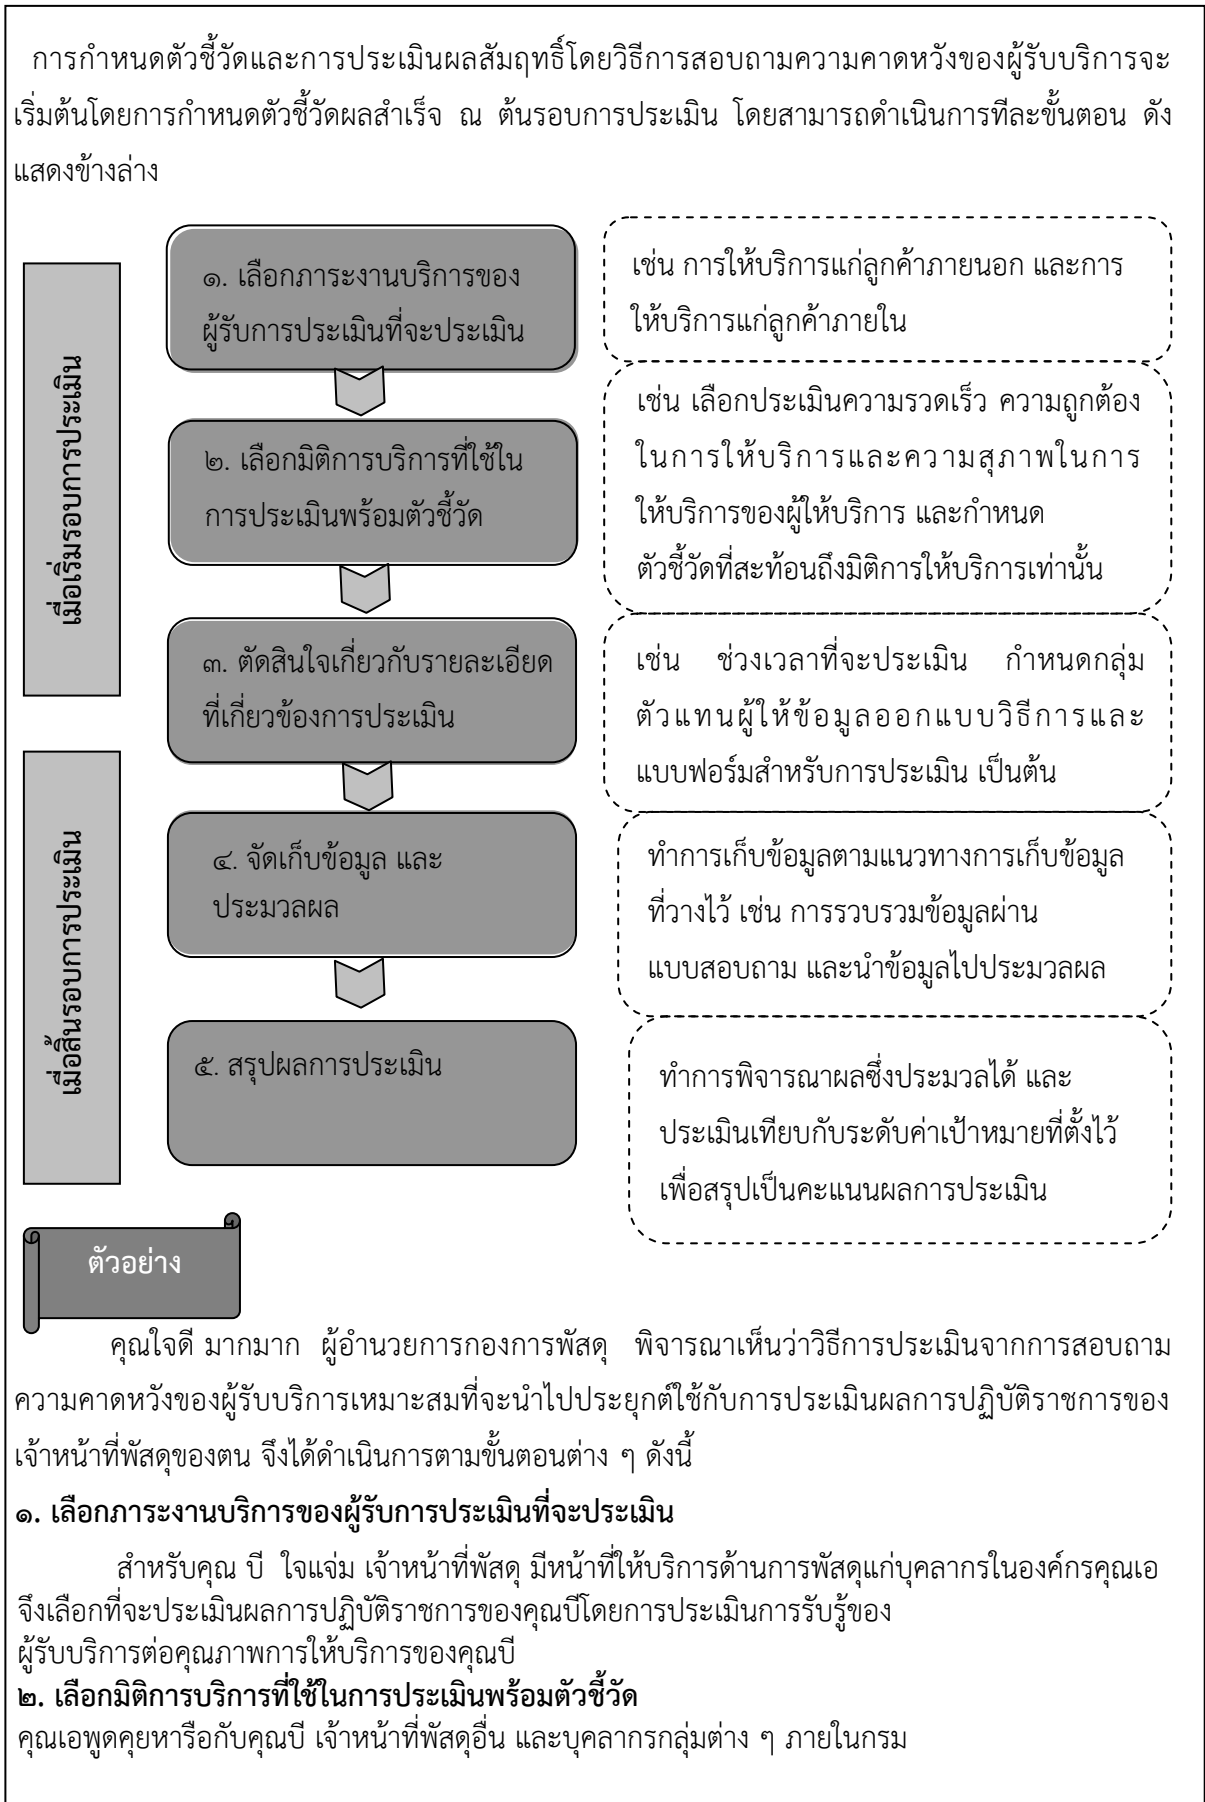 การกำหนดตัวชี้วัดและการประเมินผลสัมฤทธิ์โดยวิธีการสอบถามความคาดหวังของผู้รับบริการจะ
เริ่มต้นโดยการกำหนดตัวชี้วัดผลสำเร็จ ณ ต้นรอบการประเมิน โดยสามารถดำเนินการทีละขั้นตอน ดัง
แสดงข้างล่าง
เมื่อเริ่มรอบการประเมิน
๑. เลือกภาระงานบริการของ
ผู้รับการประเมินที่จะประเมิน
เช่น การให้บริการแก่ลูกค้าภายนอก และการ
ให้บริการแก่ลูกค้าภายใน
๒. เลือกมิติการบริการที่ใช้ใน
การประเมินพร้อมตัวชี้วัด
เช่น เลือกประเมินความรวดเร็ว ความถูกต้อง
ในการให้บริการและความสุภาพในการ
ให้บริการของผู้ให้บริการ และกำหนด
ตัวชี้วัดที่สะท้อนถึงมิติการให้บริการเท่านั้น
๓. ตัดสินใจเกี่ยวกับรายละเอียด
ที่เกี่ยวข้องการประเมิน
เช่น ช่วงเวลาที่จะประเมิน กำหนดกลุ่ม
ตัวแทนผู้ให้ข้อมูลออกแบบวิธีการและ
แบบฟอร์มสำหรับการประเมิน เป็นต้น
เมื่อสิ้นรอบการประเมิน
๔. จัดเก็บข้อมูล และ
ประมวลผล
ทำการเก็บข้อมูลตามแนวทางการเก็บข้อมูล
ที่วางไว้ เช่น การรวบรวมข้อมูลผ่าน
แบบสอบถาม และนำข้อมูลไปประมวลผล
๕. สรุปผลการประเมิน
ทำการพิจารณาผลซึ่งประมวลได้ และ
ประเมินเทียบกับระดับค่าเป้าหมายที่ตั้งไว้
เพื่อสรุปเป็นคะแนนผลการประเมิน
ตัวอย่าง
คุณใจดี มากมาก ผู้อำนวยการกองการพัสดุ พิจารณาเห็นว่าวิธีการประเมินจากการสอบถาม
ความคาดหวังของผู้รับบริการเหมาะสมที่จะนำไปประยุกต์ใช้กับการประเมินผลการปฏิบัติราชการของ
เจ้าหน้าที่พัสดุของตน จึงได้ดำเนินการตามขั้นตอนต่าง ๆ ดังนี้
๑. เลือกภาระงานบริการของผู้รับการประเมินที่จะประเมิน
สำหรับคุณ บี ใจแจ่ม เจ้าหน้าที่พัสดุ มีหน้าที่ให้บริการด้านการพัสดุแก่บุคลากรในองค์กรคุณเอ
จึงเลือกที่จะประเมินผลการปฏิบัติราชการของคุณบีโดยการประเมินการรับรู้ของ
ผู้รับบริการต่อคุณภาพการให้บริการของคุณบี
๒. เลือกมิติการบริการที่ใช้ในการประเมินพร้อมตัวชี้วัด
คุณเอพูดคุยหารือกับคุณบี เจ้าหน้าที่พัสดุอื่น และบุคลากรกลุ่มต่าง ๆ ภายในกรม